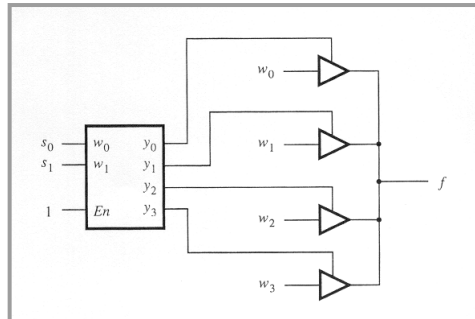 w₀
w₁
w₂
w₃
s₀
s₁
1
w₀
w₁
En
y₀
y₁
y₂
y₃
f